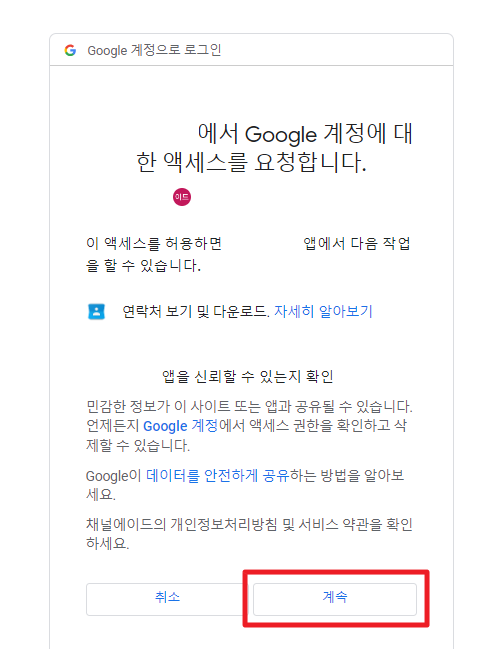 Google 계정으로 로그인
에서 Google 계정에 대
한 액세스를 요청합니다.
이드
이 액세스를 허용하면 앱에서 다음 작업
을 할 수 있습니다.
연락처 보기 및 다운로드. 자세히 알아보기
앱을 신뢰할 수 있는지 확인
민감한 정보가 이 사이트 또는 앱과 공유될 수 있습니다.
언제든지 Google 계정에서 액세스 권한을 확인하고 삭
제할 수 있습니다.
Google이 데이터를 안전하게 공유하는 방법을 알아보
세요.
채널에이드의 개인정보처리방침 및 서비스 약관을 확인
하세요.
취소
계속